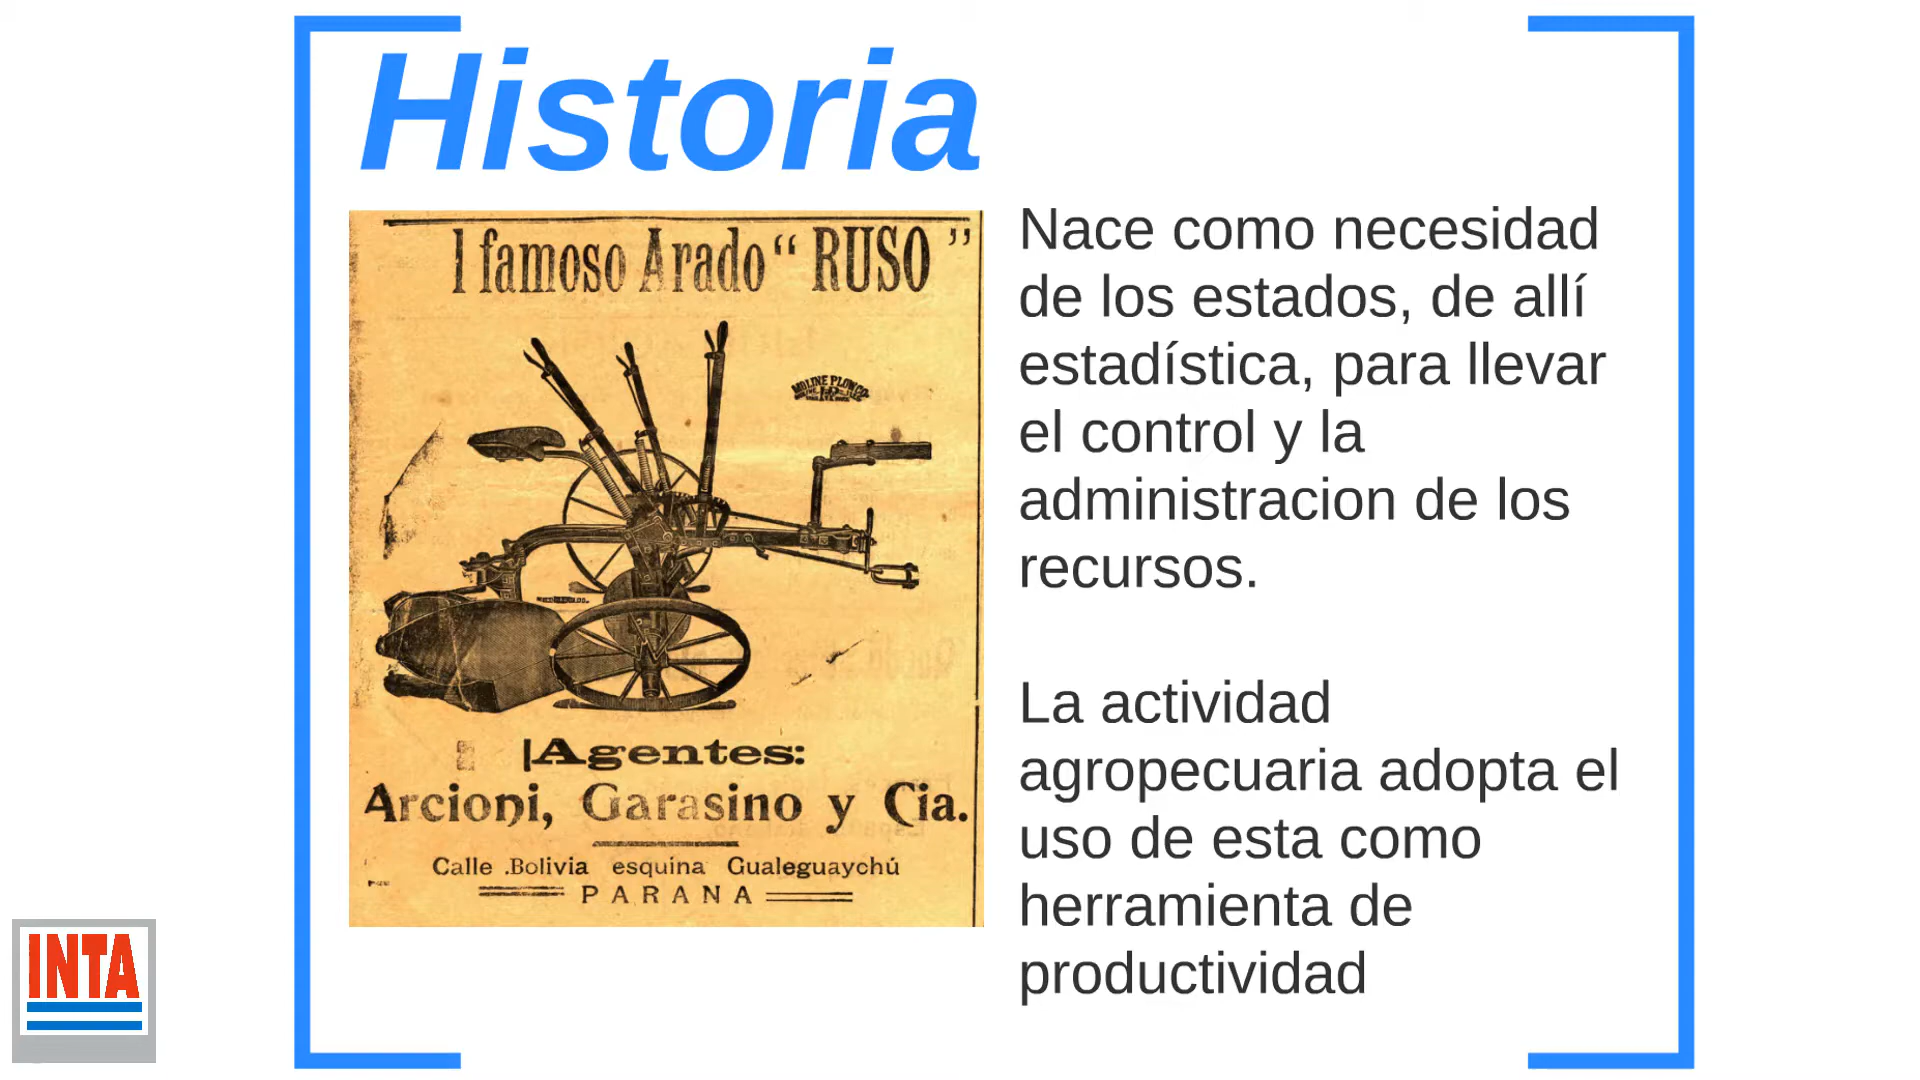 Historia
l famoso Arado “ RUSO ”
MOLINE PLOW CO.
Agentes:
Arcioni, Garasino y Cia.
Calle Bolivia esquina Gualeguaychú
PARANA
Nace como necesidad
de los estados, de allí
estadística, para llevar
el control y la
administracion de los
recursos.
La actividad
agropecuaria adopta el
uso de esta como
herramienta de
productividad
INTA